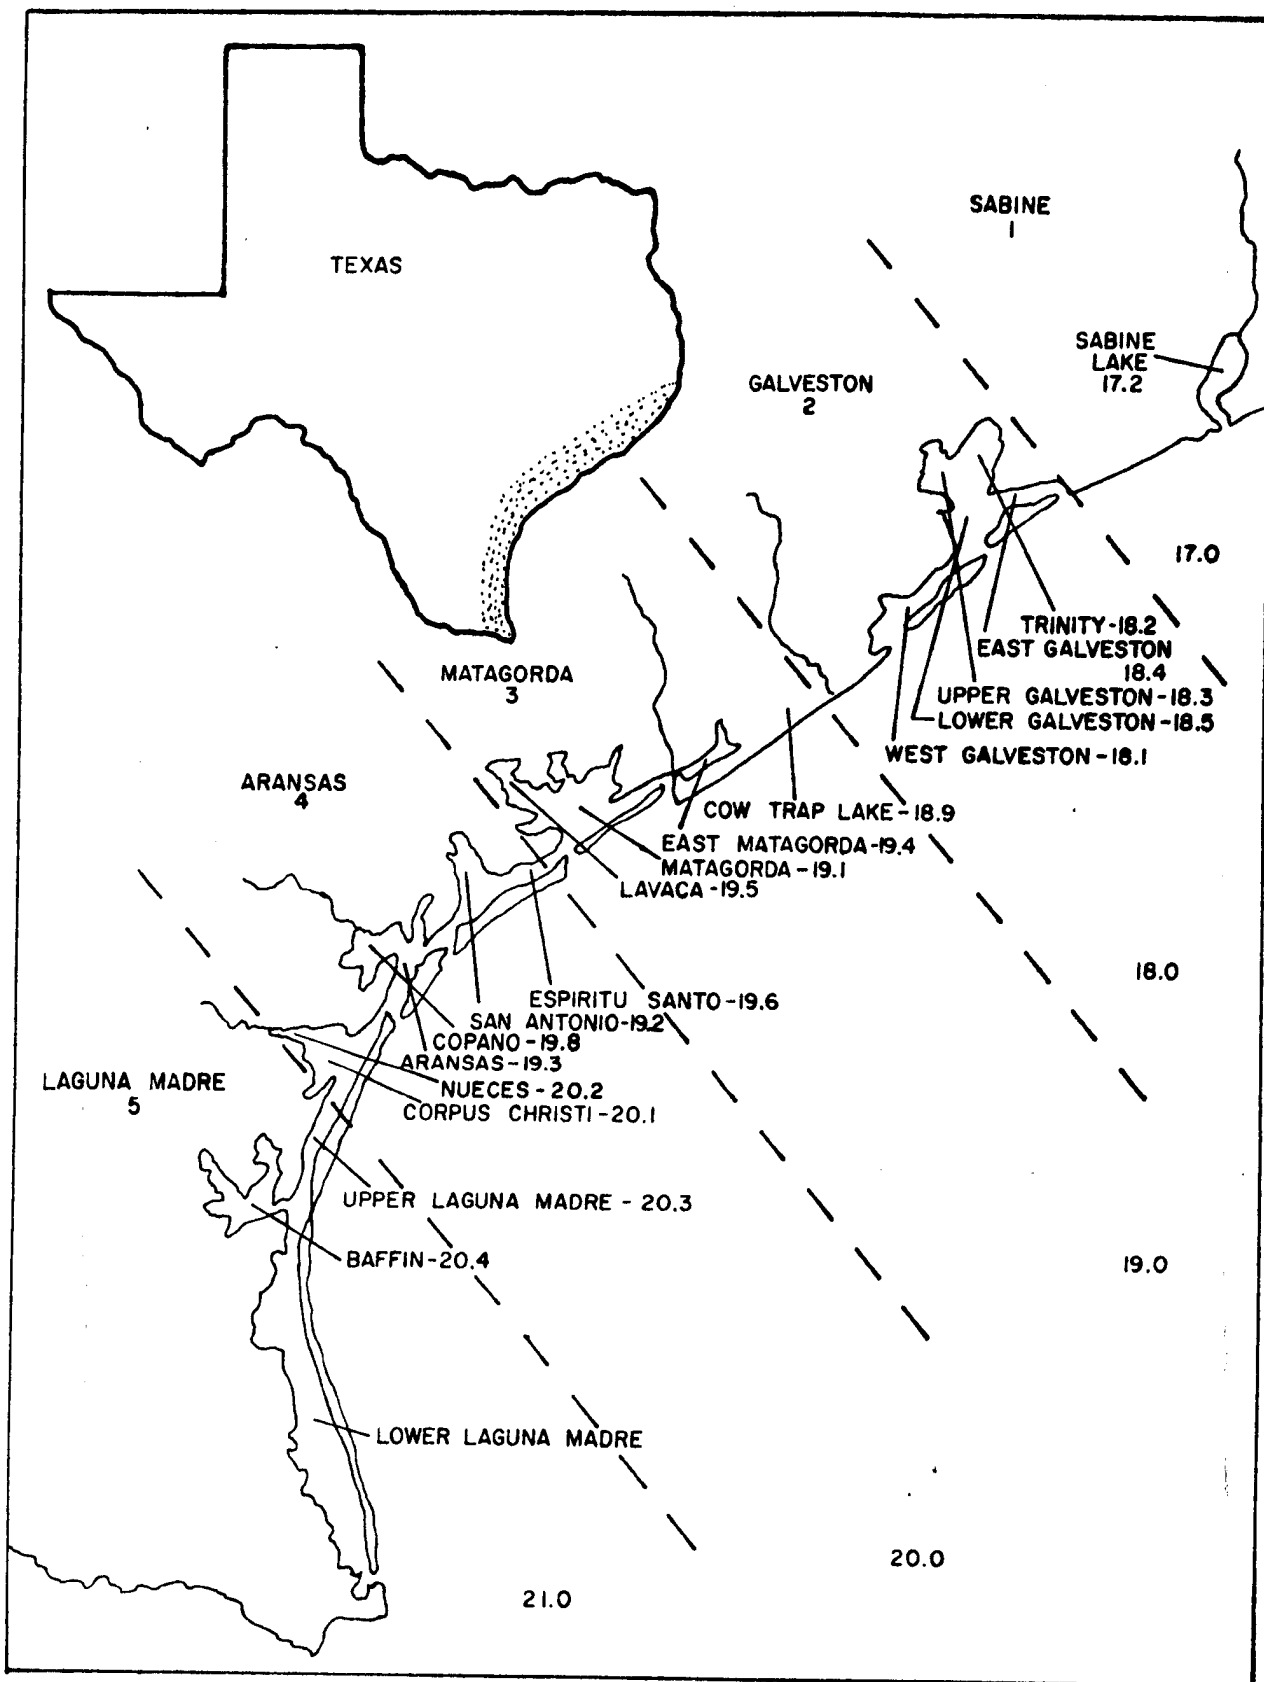 TEXAS
SABINE
1
SABINE
LAKE
17.2
GALVESTON
2
17.0
TRINITY-18.2
EAST GALVESTON
18.4
UPPER GALVESTON-18.3
LOWER GALVESTON-18.5
WEST GALVESTON-18.1
MATAGORDA
3
ARANSAS
4
COW TRAP LAKE-18.9
EAST MATAGORDA-19.4
MATAGORDA-19.1
LAVACA-19.5
18.0
ESPIRITU SANTO-19.6
SAN ANTONIO-19.2
COPANO-19.8
ARANSAS-19.3
NUECES-20.2
CORPUS CHRISTI-20.1
LAGUNA MADRE
5
UPPER LAGUNA MADRE-20.3
BAFFIN-20.4
19.0
LOWER LAGUNA MADRE
20.0
21.0